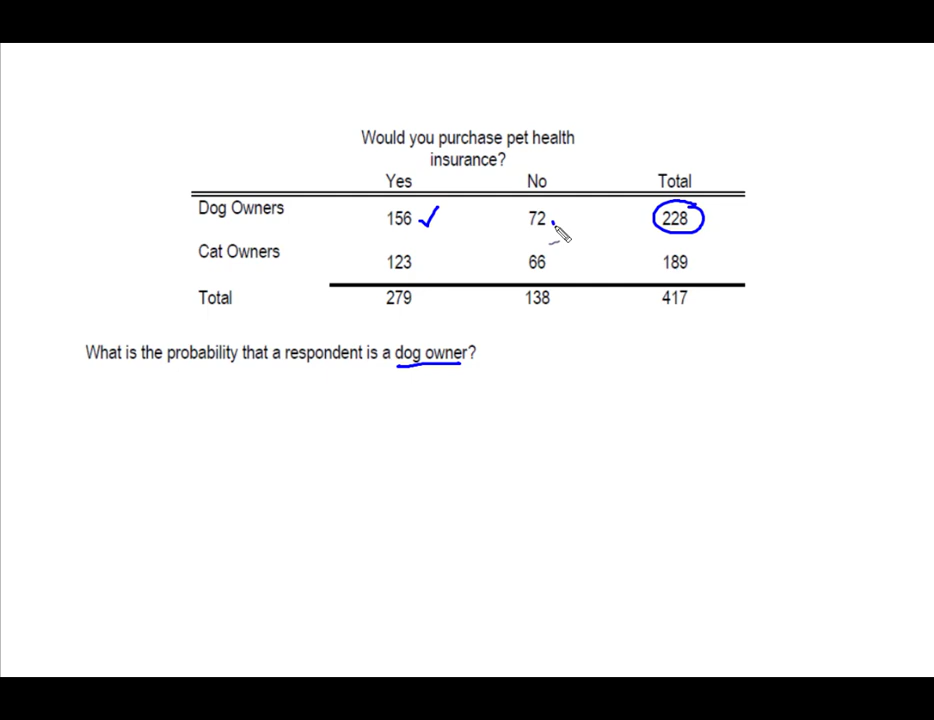 Would you purchase pet health
insurance?
Yes No Total
Dog Owners 156 72 228
Cat Owners 123 66 189
Total 279 138 417
What is the probability that a respondent is a dog owner?